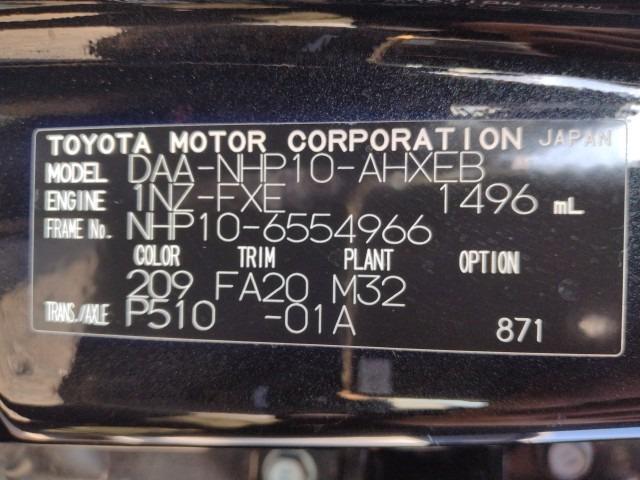 TOYOTA MOTOR CORPORATION JAPAN
MODEL DAA-NHP10-AHXEB
ENGINE 1NZ-FXE 1496 mL
FRAME No. NHP10-6554966
COLOR TRIM PLANT OPTION
209 FA20 M32
TRANS./AXLE P510 -01A 871